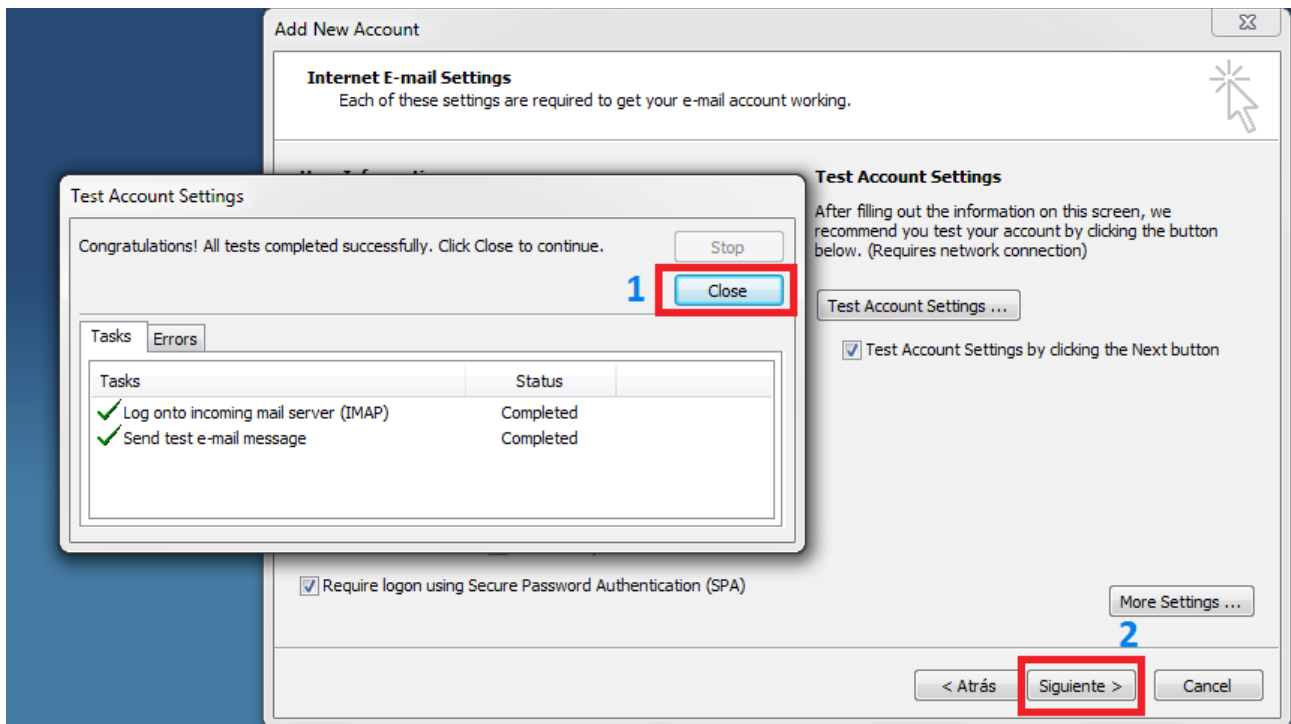 Add New Account
Internet E-mail Settings
Each of these settings are required to get your e-mail account working.
Test Account Settings
Congratulations! All tests completed successfully. Click Close to continue.
Stop
1
Close
Tasks
Errors
Tasks Status
Log onto incoming mail server (IMAP) Completed
Send test e-mail message Completed
Test Account Settings
After filling out the information on this screen, we
recommend you test your account by clicking the button
below. (Requires network connection)
Test Account Settings ...
Test Account Settings by clicking the Next button
Require logon using Secure Password Authentication (SPA)
More Settings ...
2
< Atrás
Siguiente >
Cancel